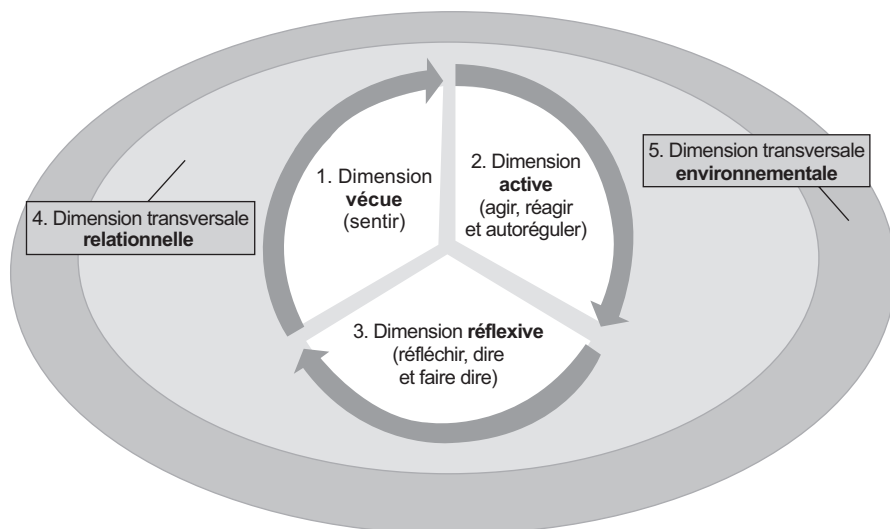 1. Dimension
vécue
(sentir)
2. Dimension
active
(agir, réagir
et autoréguler)
3. Dimension réflexive
(réfléchir, dire
et faire dire)
4. Dimension transversale
relationnelle
5. Dimension transversale
environnementale